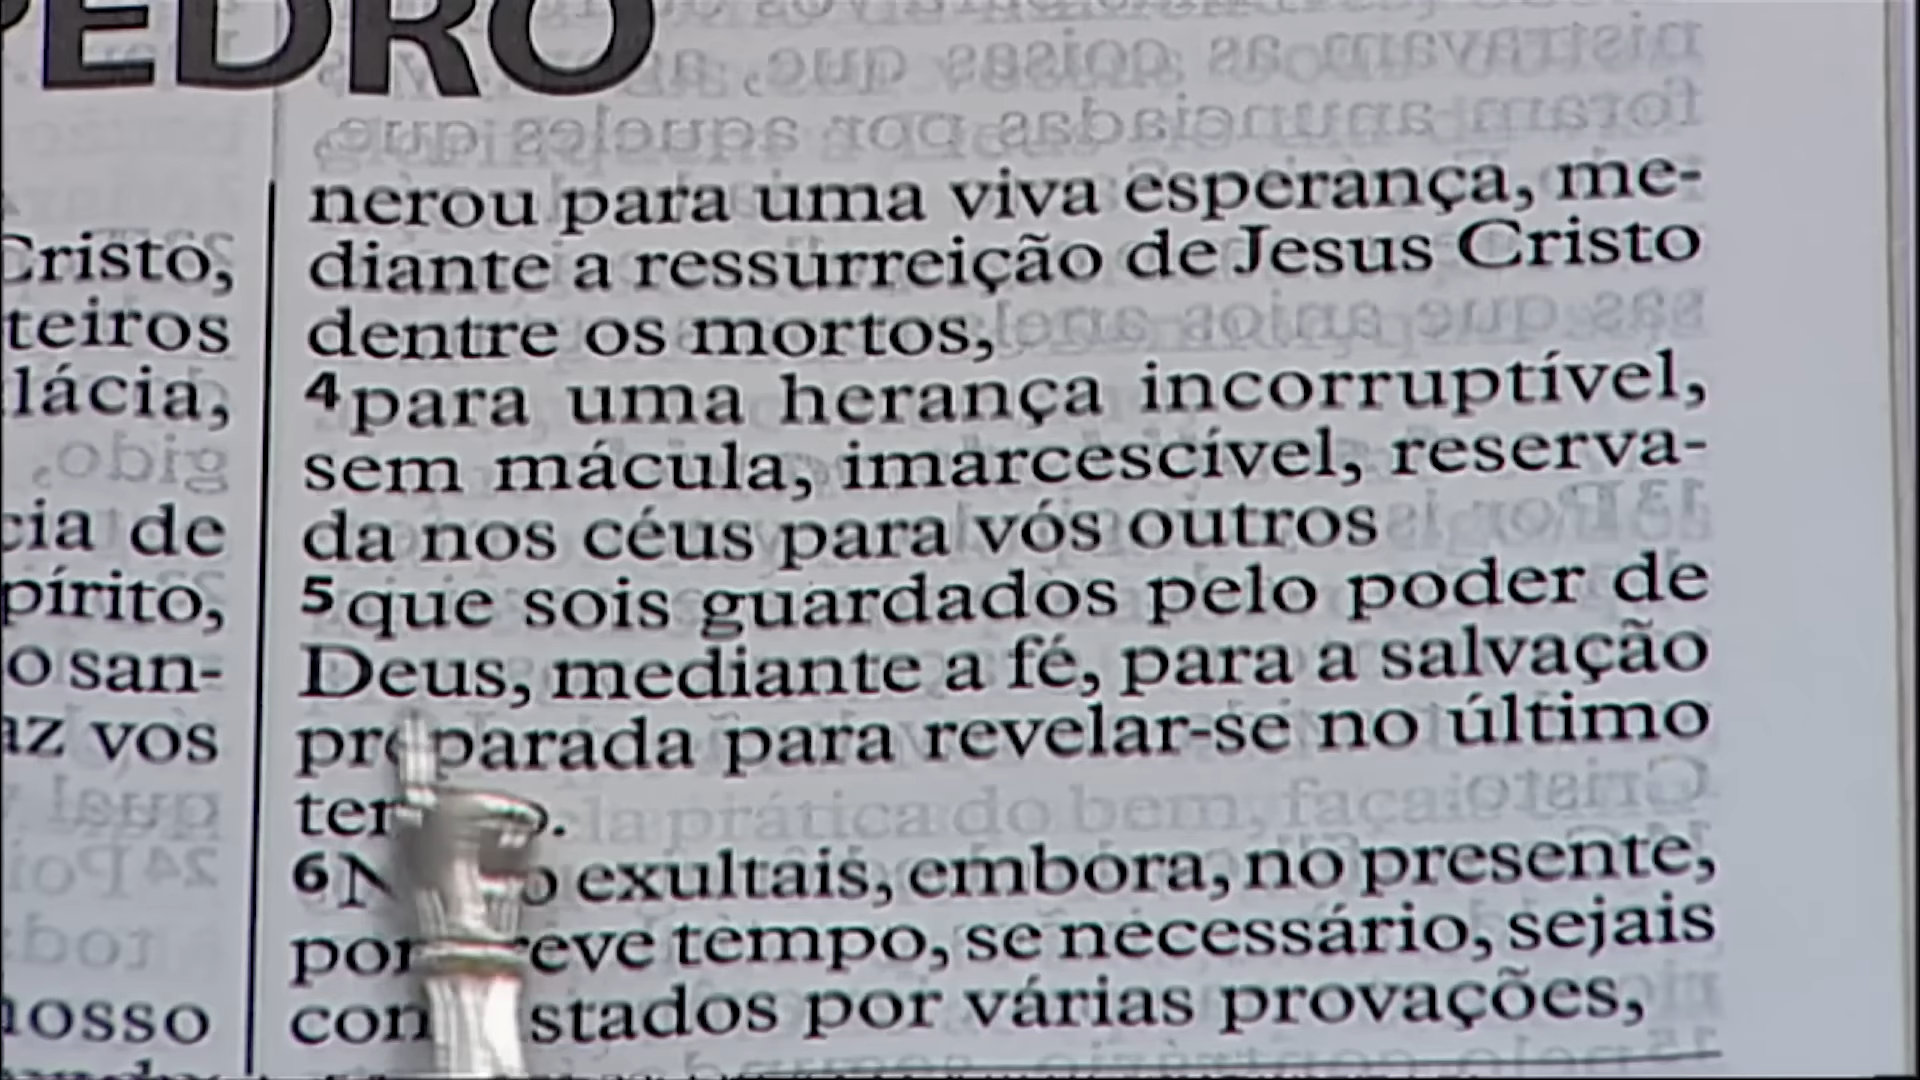 PEDRO
Cristo,
teiros
lácia,
cia de
pírito,
o san-
az vos
nosso
nerou para uma viva esperança, me-
diante a ressurreição de Jesus Cristo
dentre os mortos,
4 para uma herança incorruptível,
sem mácula, imarcescível, reserva-
da nos céus para vós outros
5 que sois guardados pelo poder de
Deus, mediante a fé, para a salvação
preparada para revelar-se no último
6 exultais, embora, no presente,
tempo, se necessário, sejais
por várias provações,